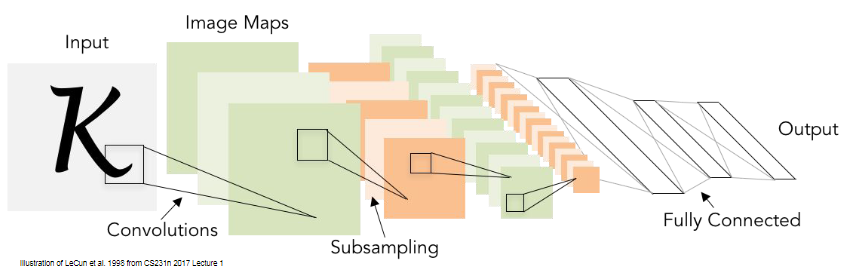 Image Maps
Input
K
Output
Fully Connected
Convolutions
Subsampling
Illustration of LeCun et al. 1998 from CS231n 2017 Lecture 1